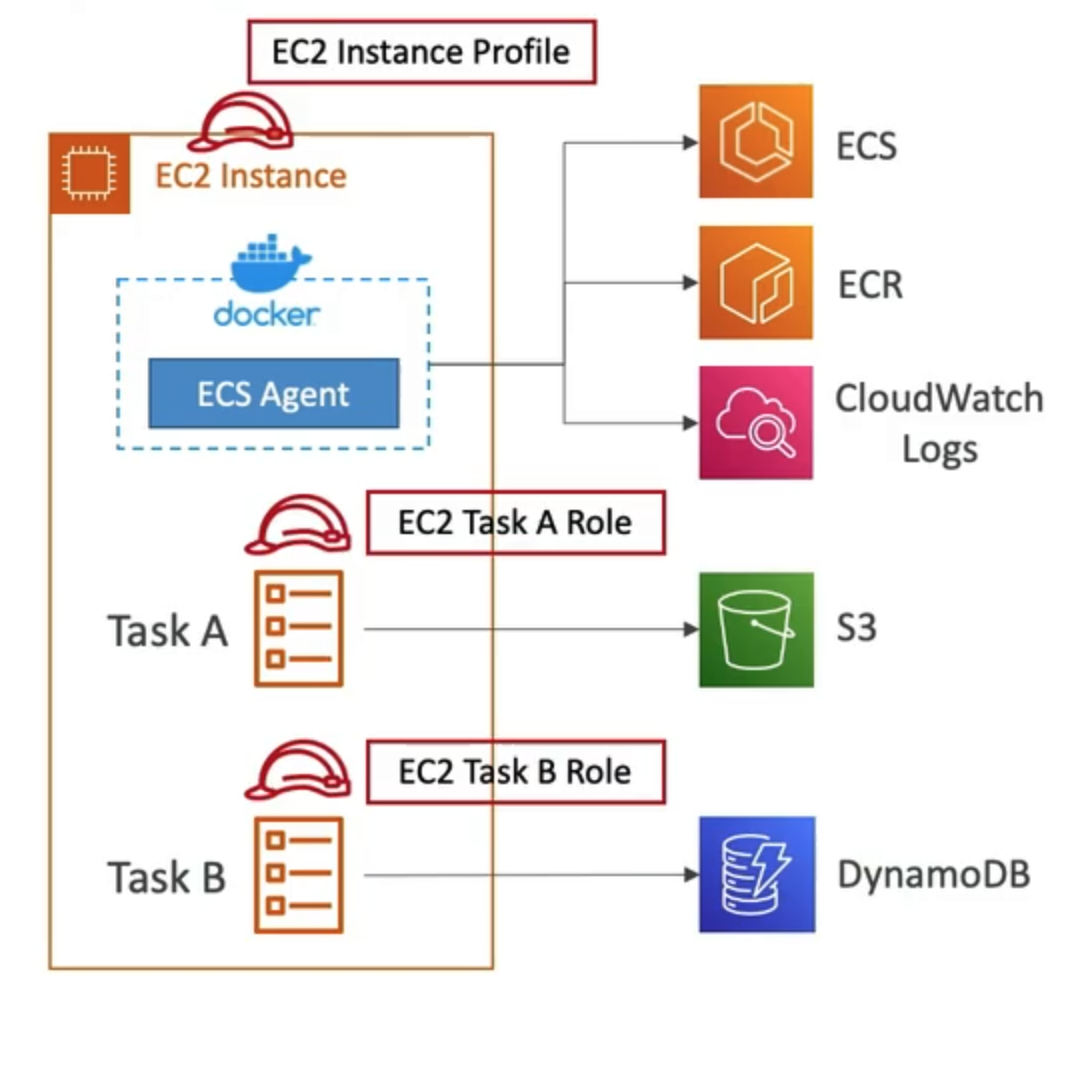 EC2 Instance Profile
EC2 Instance
docker
ECS Agent
ECS
ECR
CloudWatch
Logs
EC2 Task A Role
Task A
S3
EC2 Task B Role
Task B
DynamoDB